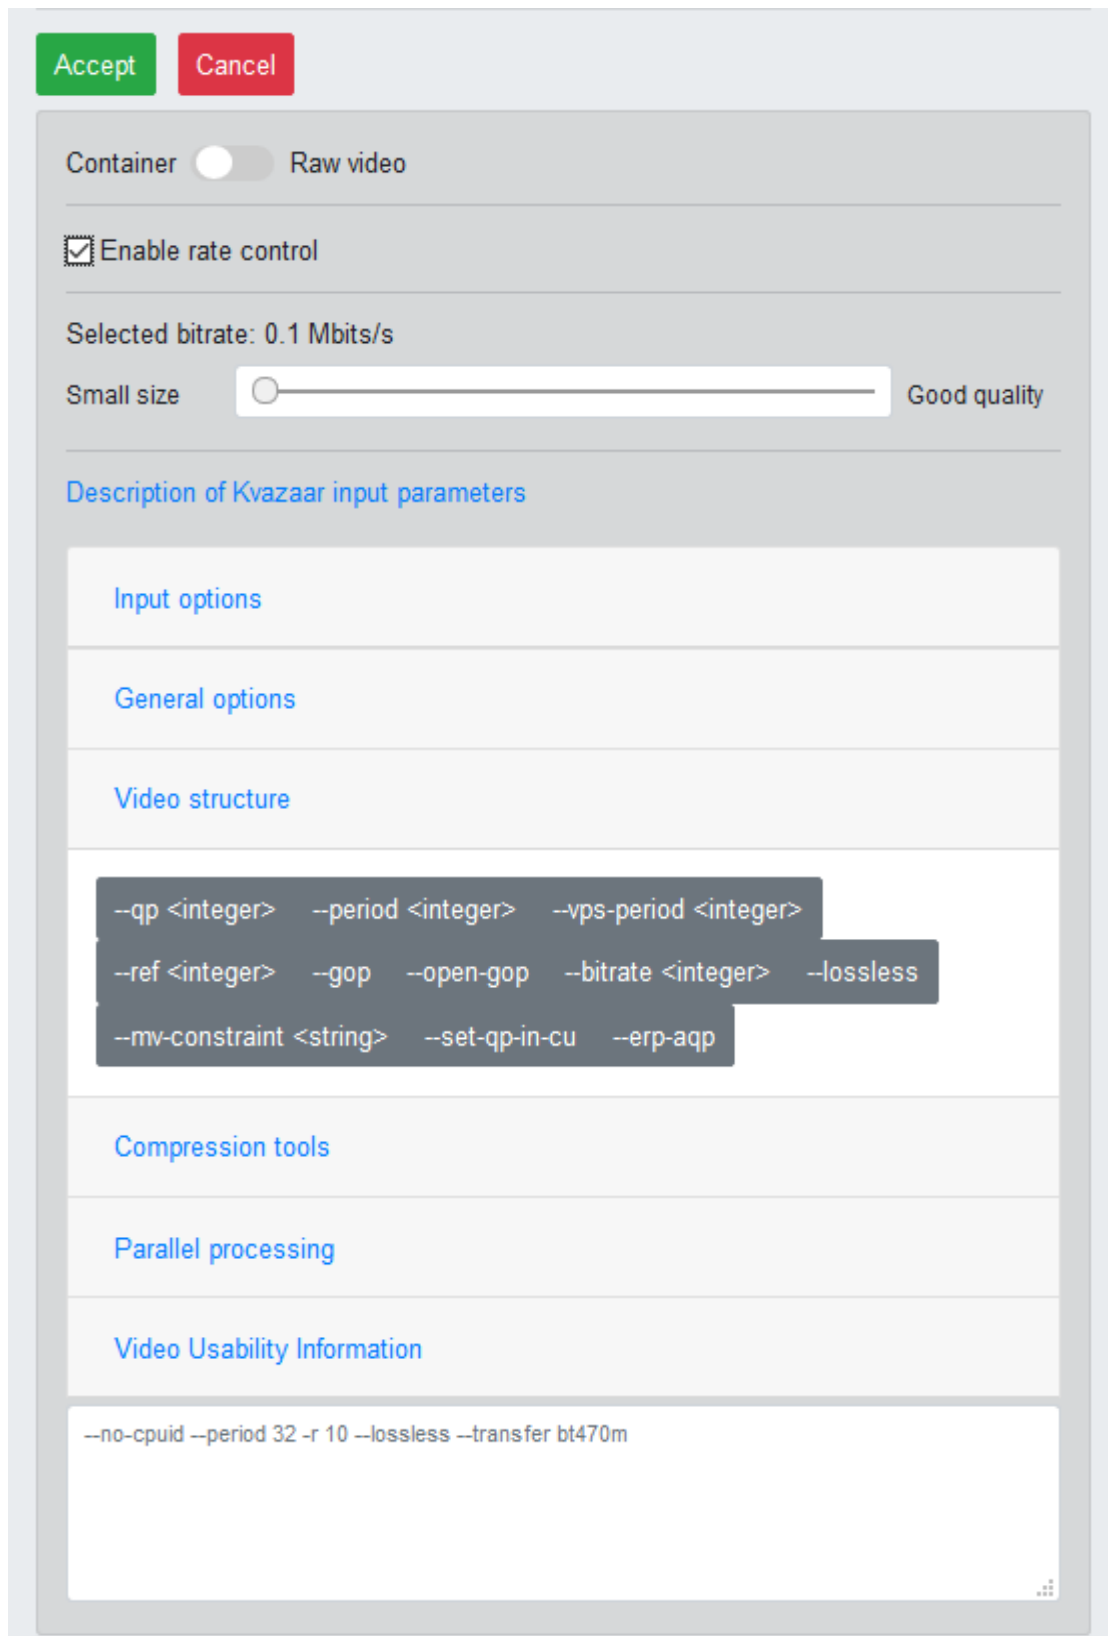 Accept Cancel
Container Raw video
Enable rate control
Selected bitrate: 0.1 Mbits/s
Small size Good quality
Description of Kvazaar input parameters
Input options
General options
Video structure
--qp <integer> --period <integer> --vps-period <integer>
--ref <integer> --gop --open-gop --bitrate <integer> --lossless
--mv-constraint <string> --set-qp-in-cu --erp-aqp
Compression tools
Parallel processing
Video Usability Information
--no-cpuid --period 32 -r 10 --lossless --transfer bt470m